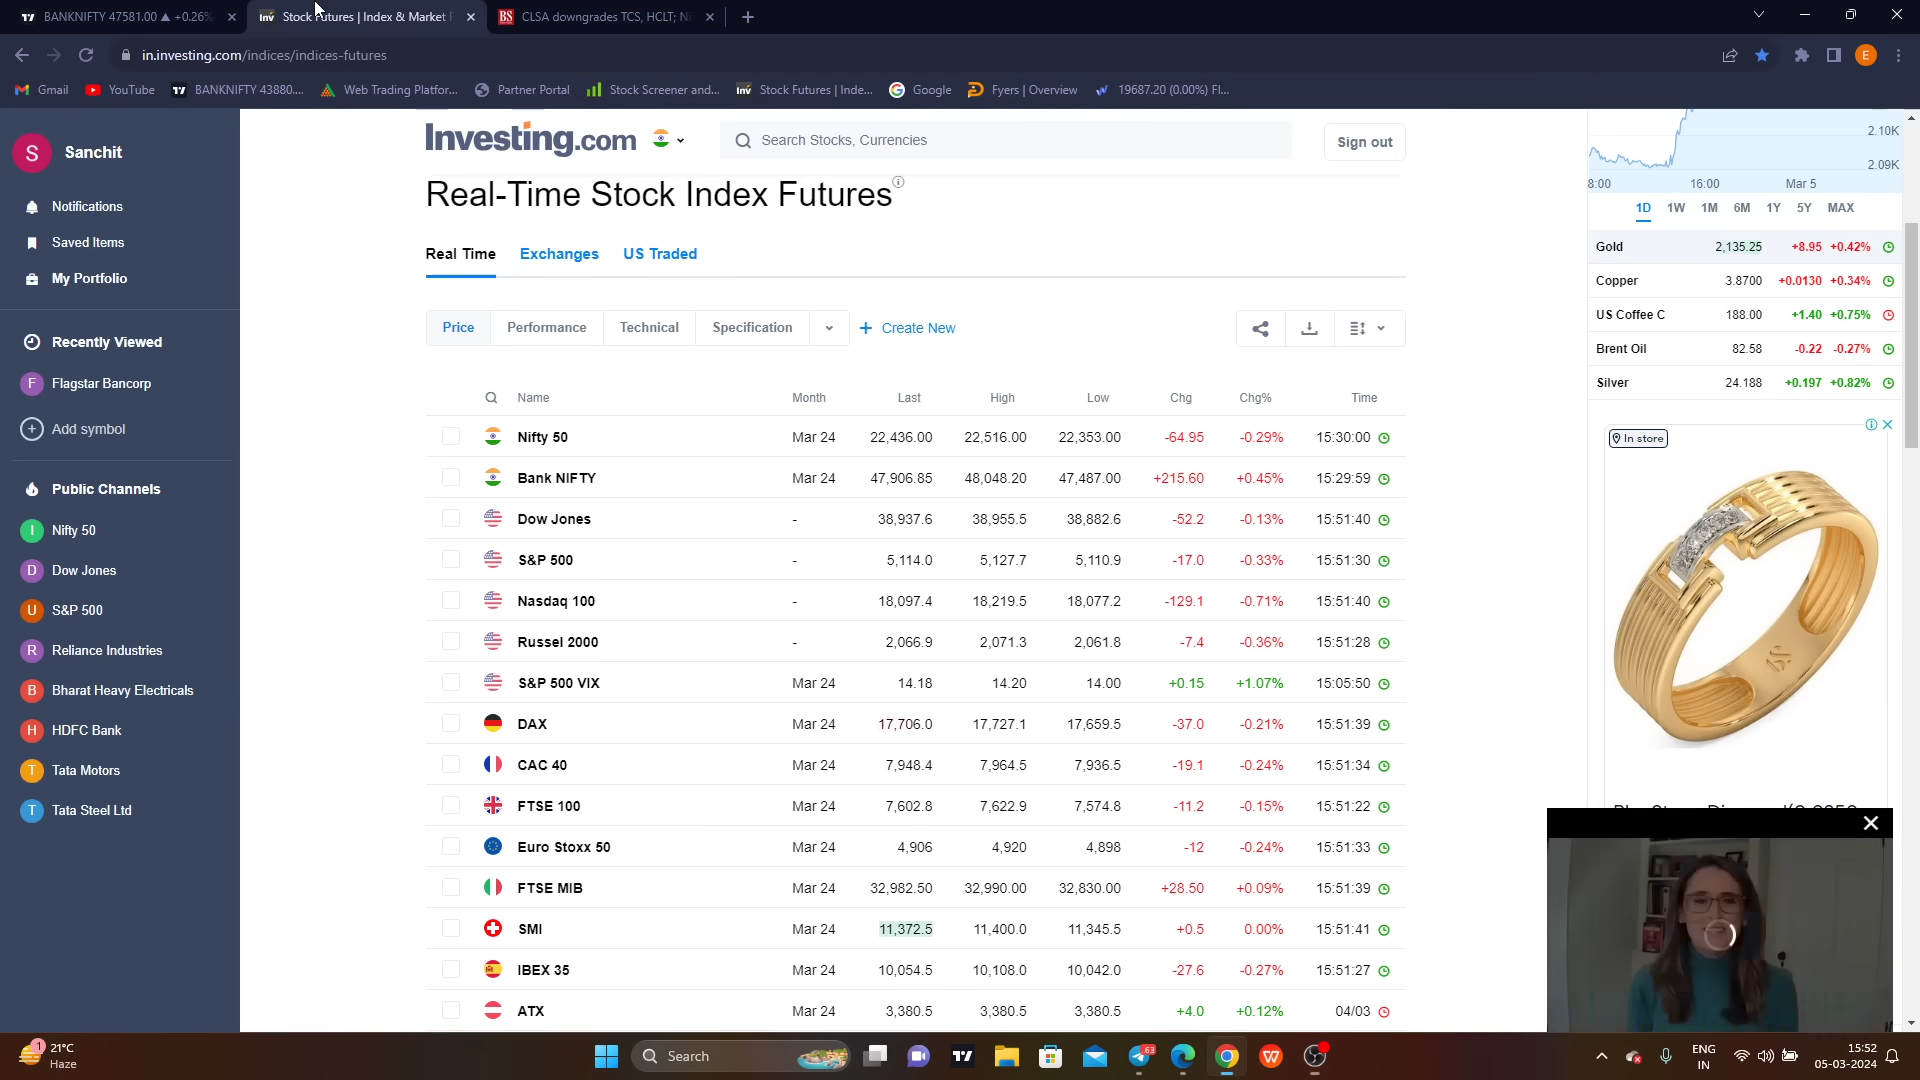 BANKNIFTY 47581.00 ▲ +0.26%
Stock Futures | Index & Market F
CLSA downgrades TCS, HCLT; Ni
in.investing.com/indices/indices-futures
E
Gmail YouTube BANKNIFTY 43880.... Web Trading Platfor... Partner Portal Stock Screener and... Stock Futures | Inde... Google Fyers | Overview 19687.20 (0.00%) Fl...
S Sanchit
Notifications
Saved Items
My Portfolio
Recently Viewed
F Flagstar Bancorp
Add symbol
Public Channels
I Nifty 50
D Dow Jones
U S&P 500
R Reliance Industries
B Bharat Heavy Electricals
H HDFC Bank
T Tata Motors
T Tata Steel Ltd
Investing.com
Search Stocks, Currencies
Sign out
Real-Time Stock Index Futures
Real Time Exchanges US Traded
Price Performance Technical Specification + Create New
Name Month Last High Low Chg Chg% Time
Nifty 50 Mar 24 22,436.00 22,516.00 22,353.00 -64.95 -0.29% 15:30:00
Bank NIFTY Mar 24 47,906.85 48,048.20 47,487.00 +215.60 +0.45% 15:29:59
Dow Jones - 38,937.6 38,955.5 38,882.6 -52.2 -0.13% 15:51:40
S&P 500 - 5,114.0 5,127.7 5,110.9 -17.0 -0.33% 15:51:30
Nasdaq 100 - 18,097.4 18,219.5 18,077.2 -129.1 -0.71% 15:51:40
Russel 2000 - 2,066.9 2,071.3 2,061.8 -7.4 -0.36% 15:51:28
S&P 500 VIX Mar 24 14.18 14.20 14.00 +0.15 +1.07% 15:05:50
DAX Mar 24 17,706.0 17,727.1 17,659.5 -37.0 -0.21% 15:51:39
CAC 40 Mar 24 7,948.4 7,964.5 7,936.5 -19.1 -0.24% 15:51:34
FTSE 100 Mar 24 7,602.8 7,622.9 7,574.8 -11.2 -0.15% 15:51:22
Euro Stoxx 50 Mar 24 4,906 4,920 4,898 -12 -0.24% 15:51:33
FTSE MIB Mar 24 32,982.50 32,990.00 32,830.00 +28.50 +0.09% 15:51:39
SMI Mar 24 11,372.5 11,400.0 11,345.5 +0.5 0.00% 15:51:41
IBEX 35 Mar 24 10,054.5 10,108.0 10,042.0 -27.6 -0.27% 15:51:27
ATX Mar 24 3,380.5 3,380.5 3,380.5 +4.0 +0.12% 04/03
2.10K
2.09K
8:00 16:00 Mar 5
1D 1W 1M 6M 1Y 5Y MAX
Gold 2,135.25 +8.95 +0.42%
Copper 3.8700 +0.0130 +0.34%
US Coffee C 188.00 +1.40 +0.75%
Brent Oil 82.58 -0.22 -0.27%
Silver 24.188 +0.197 +0.82%
In store
1 21°C
Haze
Search
63
ENG
IN
15:52
05-03-2024